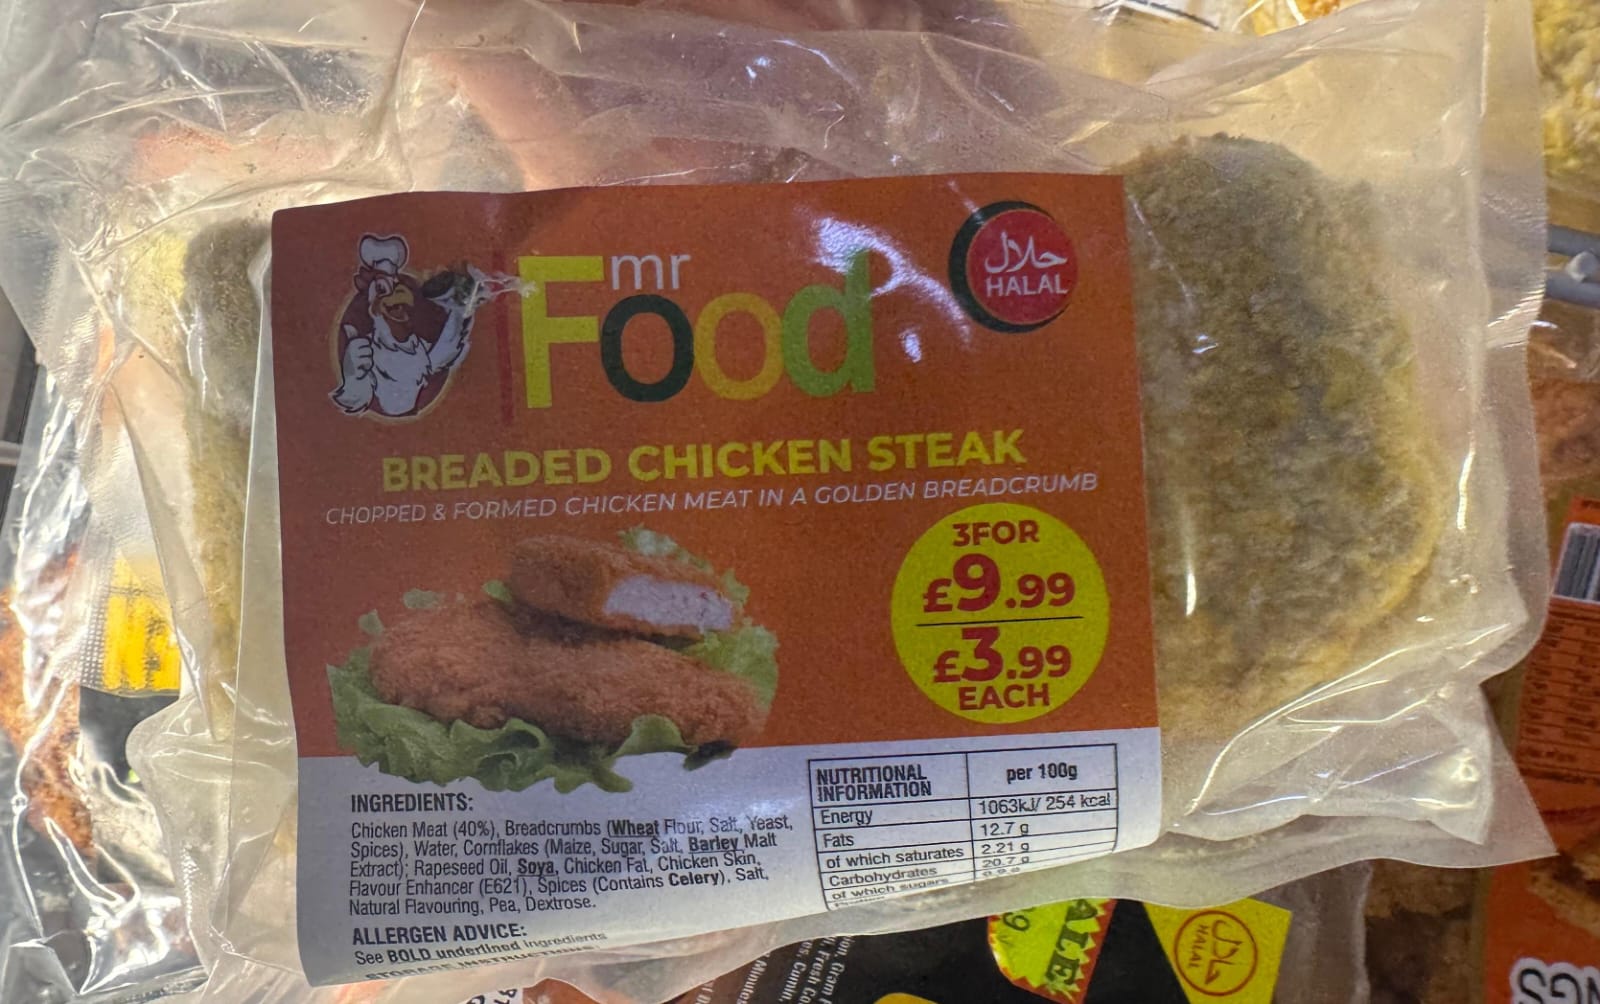 mr
Food
حلال
HALAL
BREADED CHICKEN STEAK
CHOPPED & FORMED CHICKEN MEAT IN A GOLDEN BREADCRUMB
3FOR
£9.99
£3.99
EACH
INGREDIENTS:
Chicken Meat (40%), Breadcrumbs (Wheat Flour, Salt, Yeast,
Spices), Water, Cornflakes (Maize, Sugar, Salt, Barley Malt
Extract), Rapeseed Oil, Soya, Chicken Fat, Chicken Skin,
Flavour Enhancer (E621), Spices (Contains Celery), Salt,
Natural Flavouring, Pea, Dextrose.
ALLERGEN ADVICE:
See BOLD underlined ingredients
STORAGE INSTRUCTIONS
NUTRITIONAL INFORMATION per 100g
Energy 1063kJ/ 254 kcal
Fats 12.7 g
of which saturates 2.21 g
Carbohydrates 20.7 g
of which sugars
حلال
HALAL